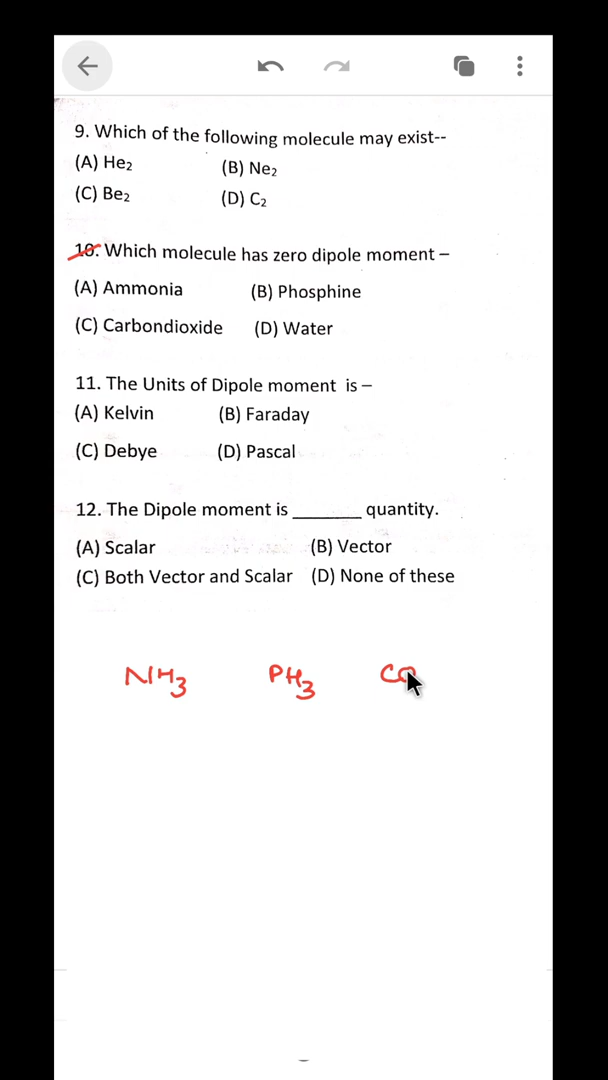 9. Which of the following molecule may exist--
(A) He₂ (B) Ne₂
(C) Be₂ (D) C₂
10. Which molecule has zero dipole moment –
(A) Ammonia (B) Phosphine
(C) Carbondioxide (D) Water
11. The Units of Dipole moment is –
(A) Kelvin (B) Faraday
(C) Debye (D) Pascal
12. The Dipole moment is _______ quantity.
(A) Scalar (B) Vector
(C) Both Vector and Scalar (D) None of these
NH₃ PH₃ CO